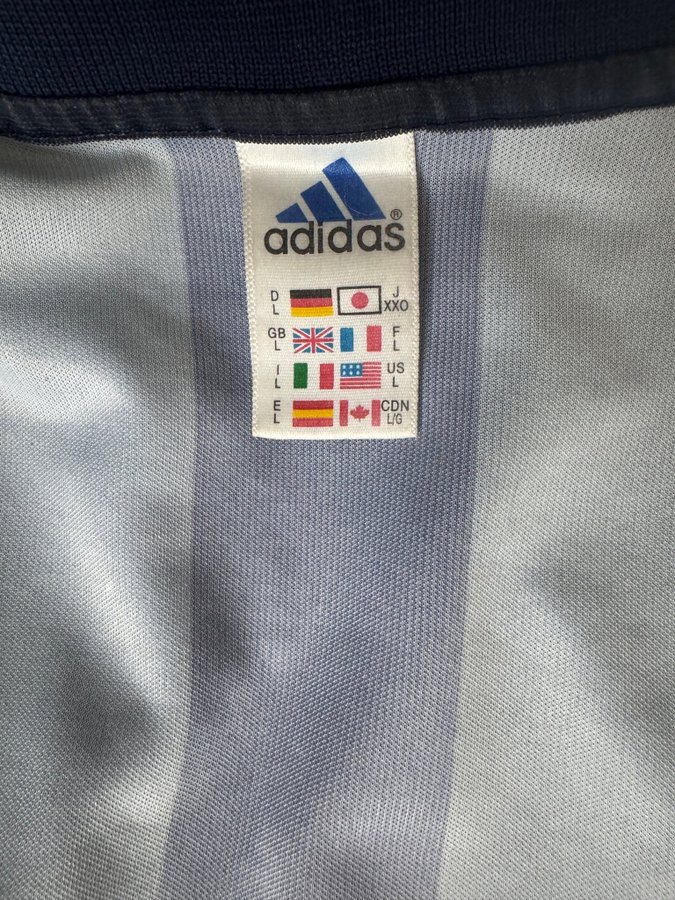 adidas®
D J
L XXO
GB F
L L
I US
L L
E CDN
L L/G